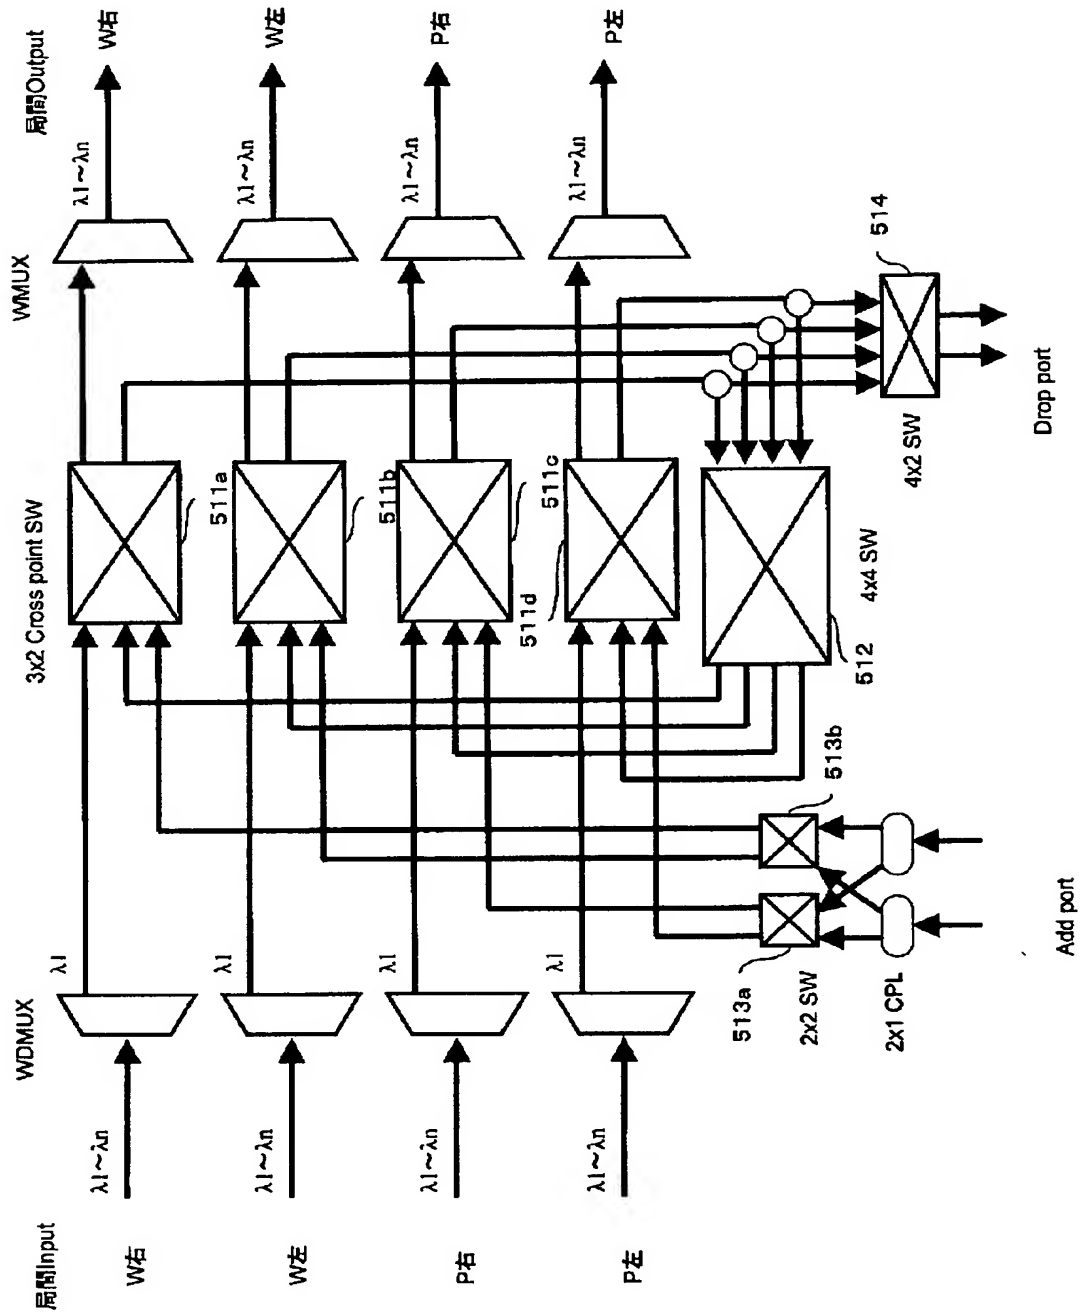 局間Input
WDMUX
3x2 Cross point SW
WMUX
局間Output
W右
λ1~λn
λ1
λ1~λn
W右
511a
W左
λ1~λn
λ1
λ1~λn
W左
511b
P右
λ1~λn
λ1
λ1~λn
P右
511d
511c
P左
λ1~λn
λ1
λ1~λn
P左
513a
513b
512
514
2x2 SW
4x4 SW
4x2 SW
2x1 CPL
Add port
Drop port